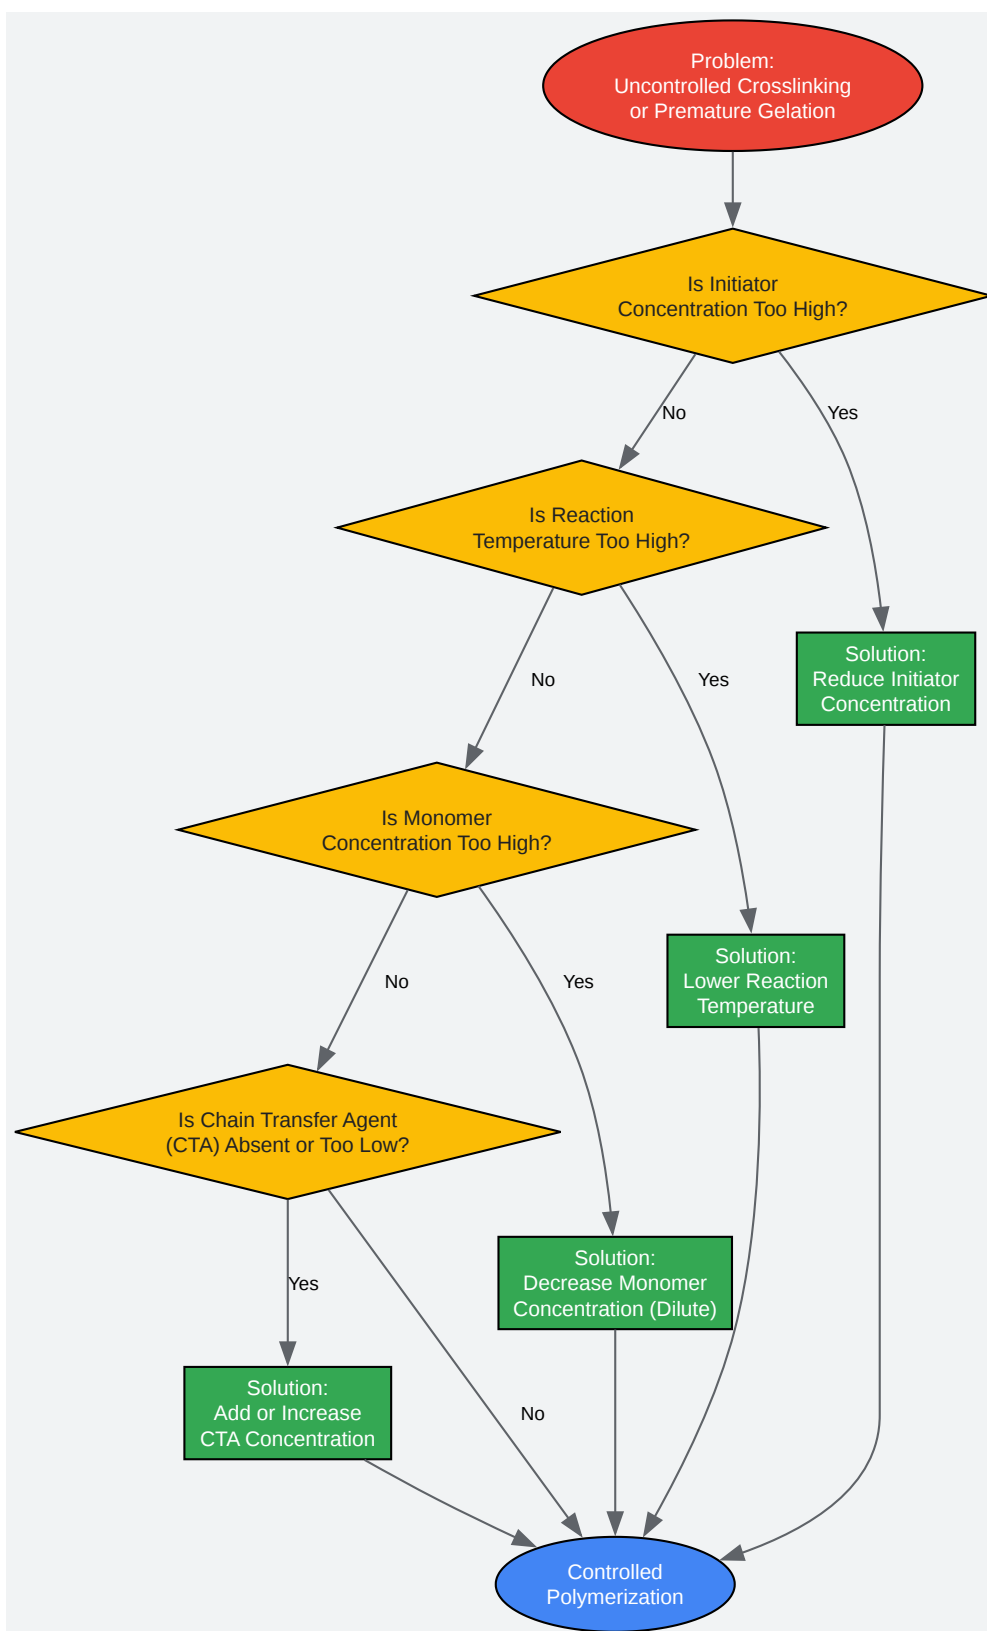 Problem:
Uncontrolled Crosslinking
or Premature Gelation
Is Initiator
Concentration Too High?
No
Yes
Is Reaction
Temperature Too High?
Solution:
Reduce Initiator
Concentration
No
Yes
Is Monomer
Concentration Too High?
Solution:
Lower Reaction
Temperature
No
Yes
Is Chain Transfer Agent
(CTA) Absent or Too Low?
Solution:
Decrease Monomer
Concentration (Dilute)
Yes
Solution:
Add or Increase
CTA Concentration
No
Controlled
Polymerization